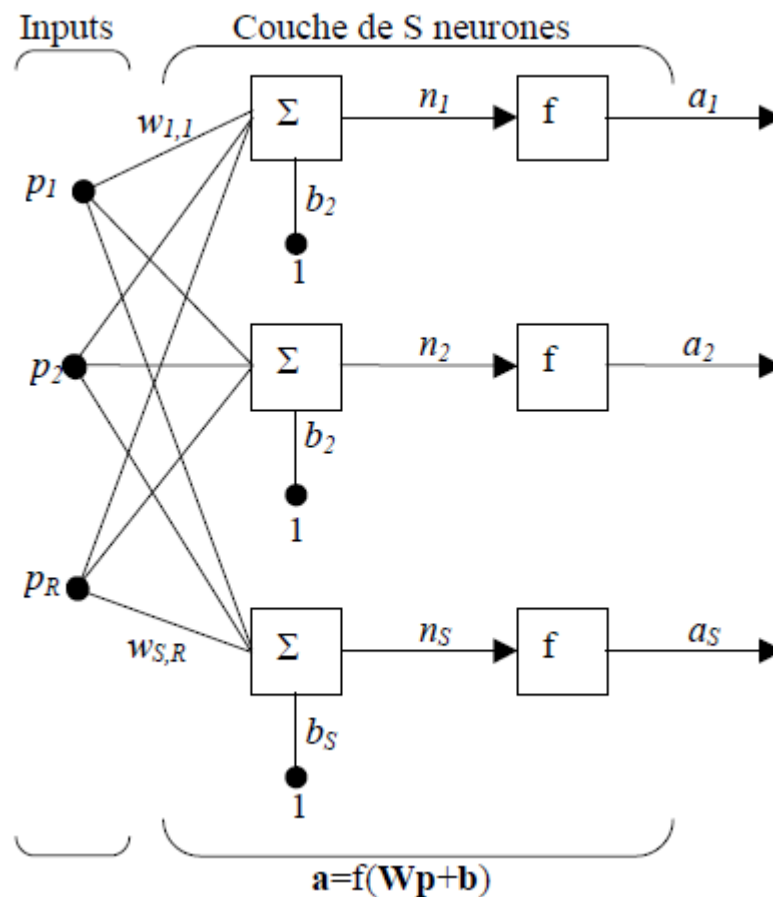 Inputs
Couche de S neurones
w1,1
Σ
n1
f
a1
p1
b2
1
p2
Σ
n2
f
a2
b2
1
pR
wS,R
Σ
nS
f
aS
bS
1
a=f(Wp+b)